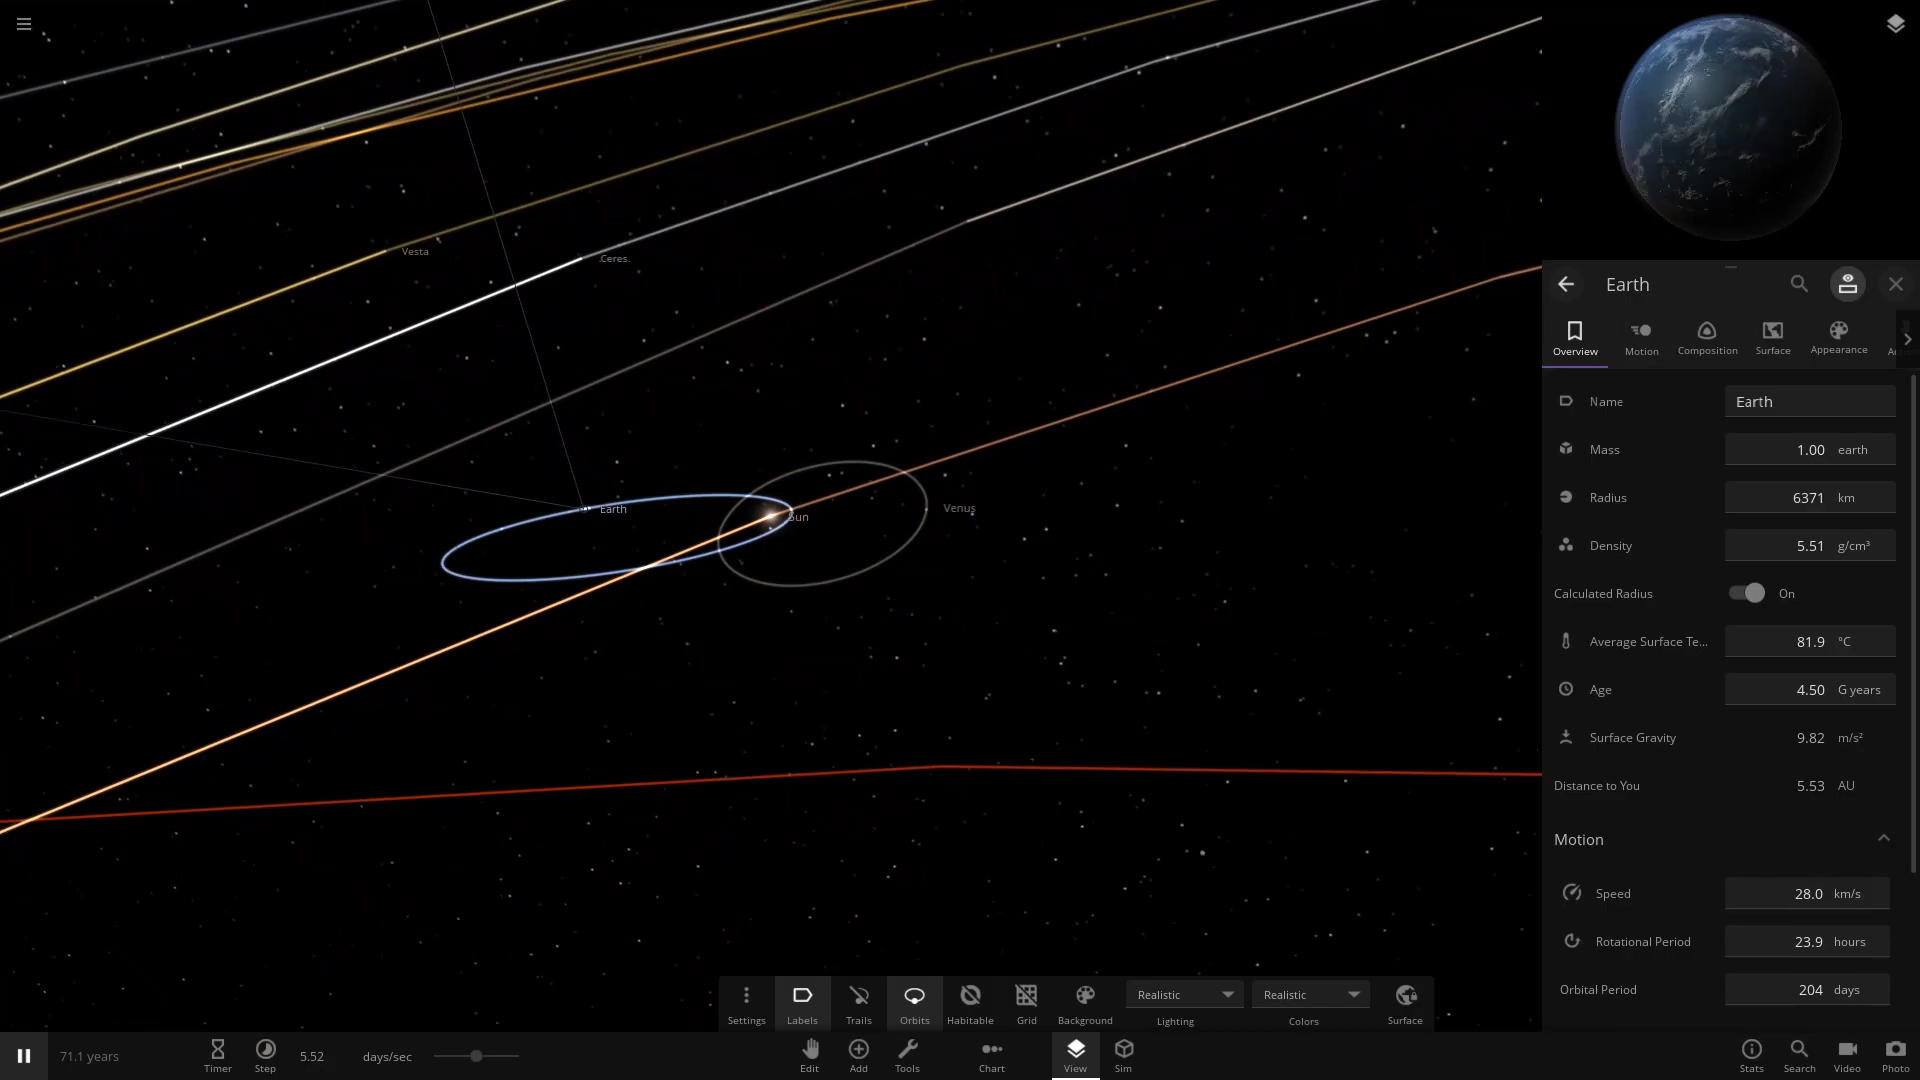 Vesta
Ceres.
Earth
Sun
Venus
Earth
Overview
Motion
Composition
Surface
Appearance
Name
Earth
Mass
1.00 earth
Radius
6371 km
Density
5.51 g/cm³
Calculated Radius
On
Average Surface Te...
81.9 °C
Age
4.50 G years
Surface Gravity
9.82 m/s²
Distance to You
5.53 AU
Motion
Speed
28.0 km/s
Rotational Period
23.9 hours
Orbital Period
204 days
Settings
Labels
Trails
Orbits
Habitable
Grid
Background
Realistic
Lighting
Realistic
Colors
Surface
71.1 years
Timer
Step
5.52 days/sec
Edit
Add
Tools
Chart
View
Sim
Stats
Search
Video
Photo